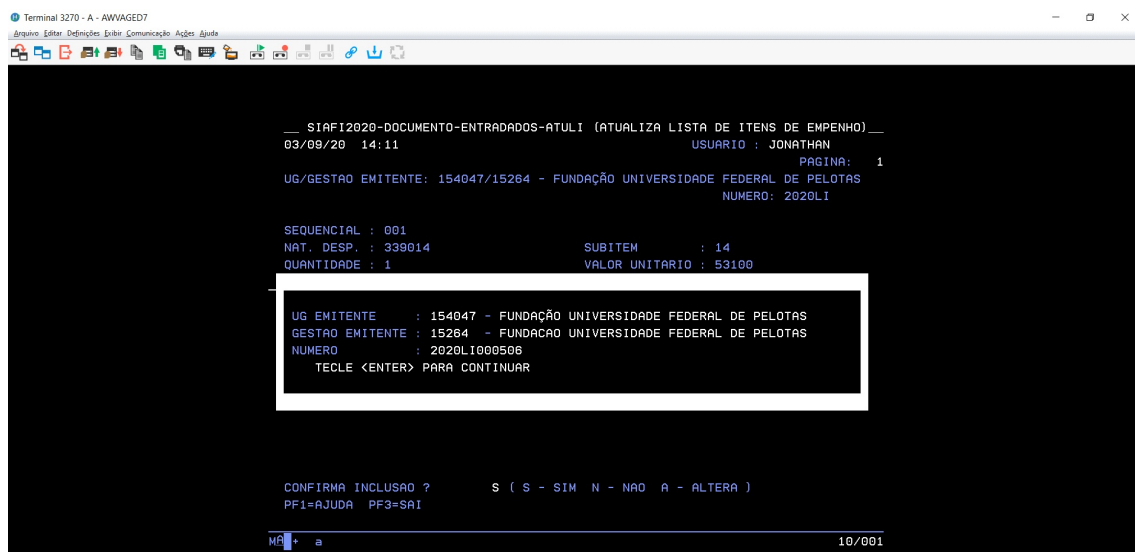 Terminal 3270 - A - AWVAGED7
Arquivo Editar Definições Exibir Comunicação Ações Ajuda
__ SIAFI2020-DOCUMENTO-ENTRADADOS-ATULI (ATUALIZA LISTA DE ITENS DE EMPENHO)__
03/09/20 14:11 USUARIO : JONATHAN
PAGINA: 1
UG/GESTAO EMITENTE: 154047/15264 - FUNDAÇÃO UNIVERSIDADE FEDERAL DE PELOTAS
NUMERO: 2020LI
SEQUENCIAL : 001
NAT. DESP. : 339014 SUBITEM : 14
QUANTIDADE : 1 VALOR UNITARIO : 53100
UG EMITENTE : 154047 - FUNDAÇÃO UNIVERSIDADE FEDERAL DE PELOTAS
GESTAO EMITENTE : 15264 - FUNDACAO UNIVERSIDADE FEDERAL DE PELOTAS
NUMERO : 2020LI000506
TECLE <ENTER> PARA CONTINUAR
CONFIRMA INCLUSAO ? S ( S - SIM N - NAO A - ALTERA )
PF1=AJUDA PF3=SAI
MA + a 10/001